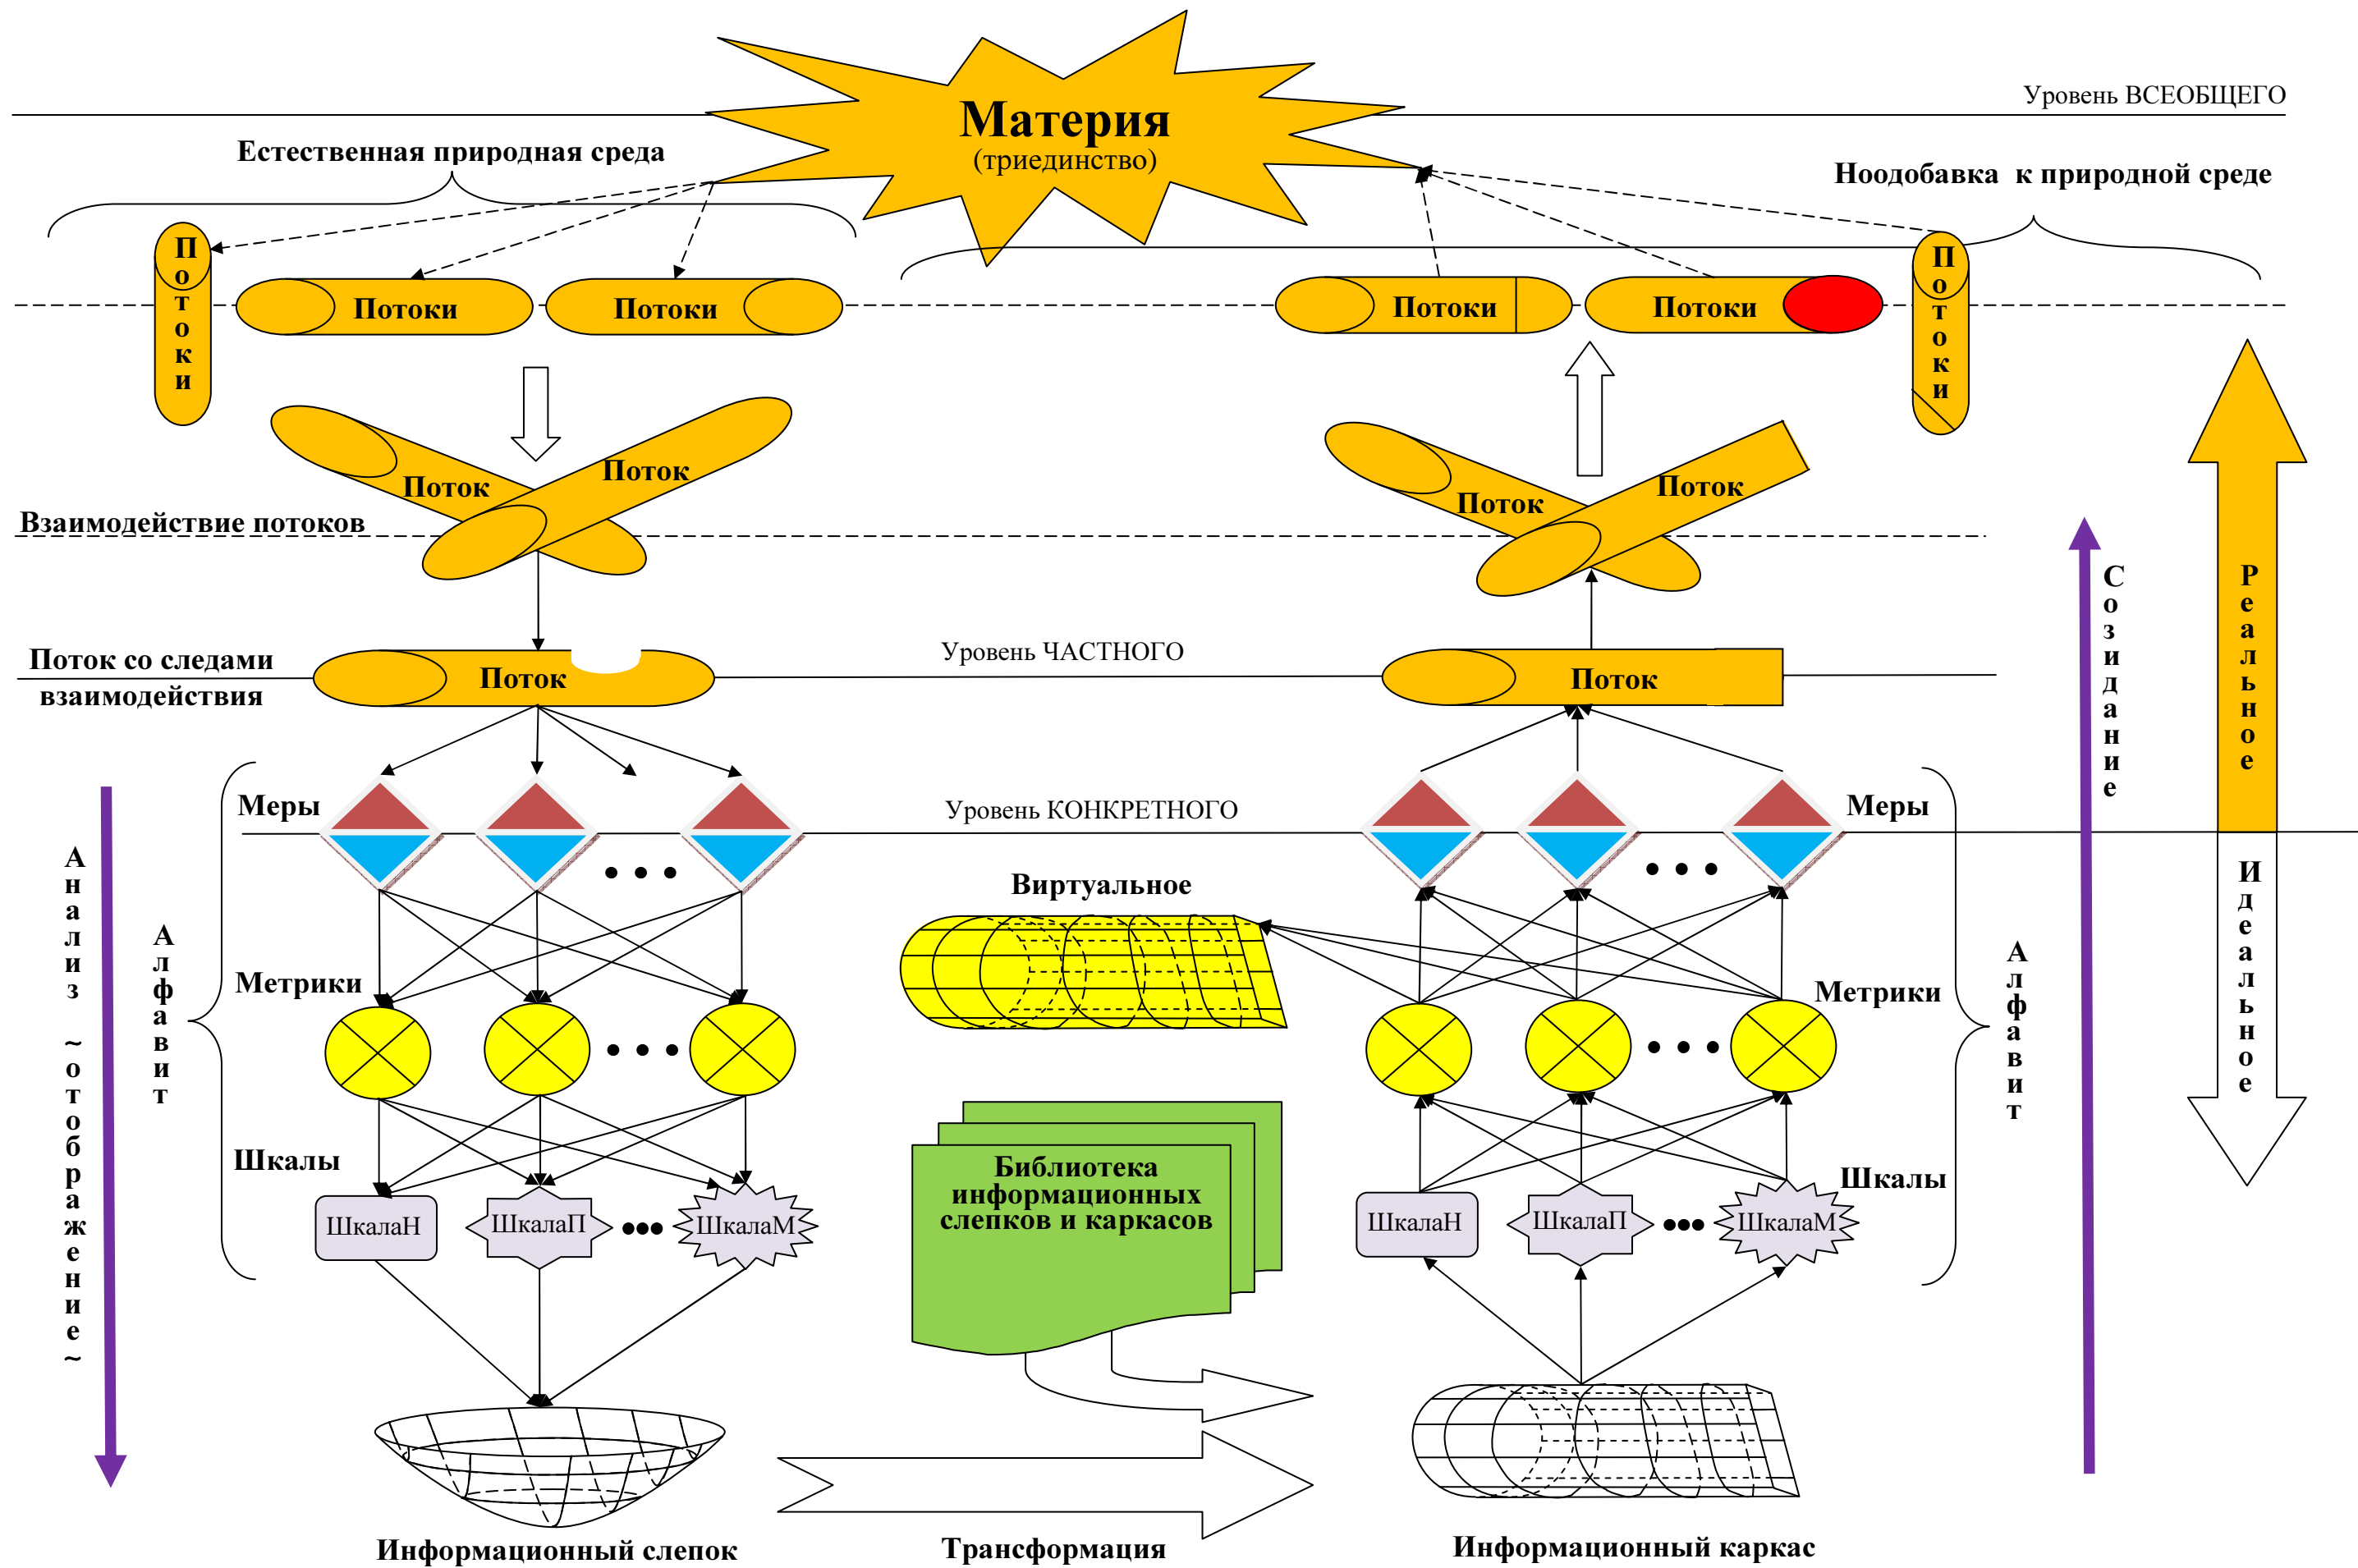 Уровень ВСЕОБЩЕГО
Материя
(триединство)
Естественная природная среда
Ноодобавка к природной среде
Потоки
Потоки
Потоки
Потоки
Потоки
Потоки
Поток
Поток
Поток
Поток
Взаимодействие потоков
Поток со следами
взаимодействия
Поток
Уровень ЧАСТНОГО
Поток
Созидание
Реальное
Идеальное
Меры
Уровень КОНКРЕТНОГО
Меры
Анализ ~отображение~
Алфавит
Виртуальное
Алфавит
Метрики
Метрики
Шкалы
Шкалы
ШкалаН
ШкалаП
ШкалаМ
Библиотека
информационных
слепков и каркасов
ШкалаН
ШкалаП
ШкалаМ
Информационный слепок
Трансформация
Информационный каркас